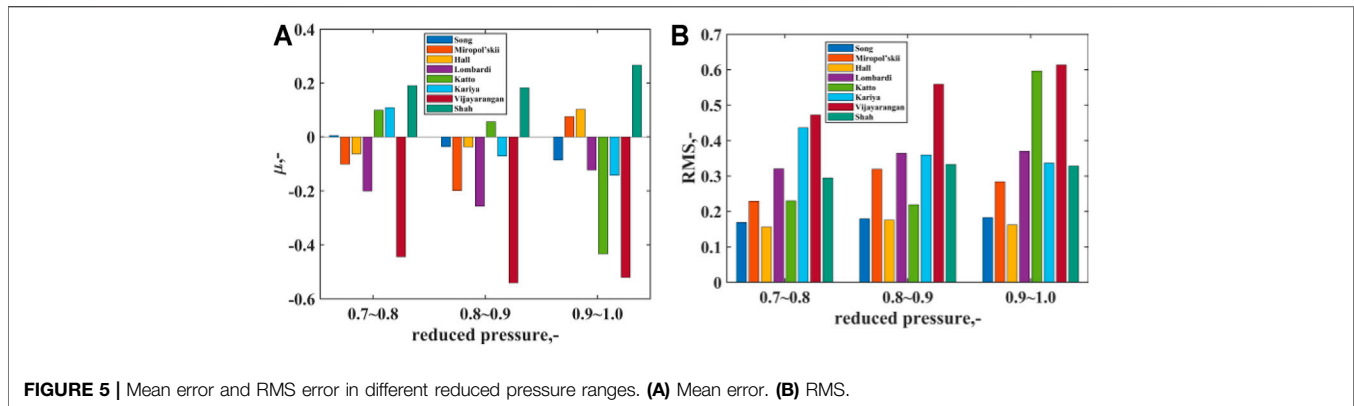 A
0.4
0.2
0
-0.2
-0.4
-0.6
μ,-
Song
Miropol'skii
Hall
Lombardi
Katto
Kariya
Vijayarangan
Shah
0.7~0.8
0.8~0.9
0.9~1.0
reduced pressure,-
B
0.7
0.6
0.5
0.4
0.3
0.2
0.1
0
RMS,-
Song
Miropol'skii
Hall
Lombardi
Katto
Kariya
Vijayarangan
Shah
0.7~0.8
0.8~0.9
0.9~1.0
reduced pressure,-
FIGURE 5 | Mean error and RMS error in different reduced pressure ranges. (A) Mean error. (B) RMS.